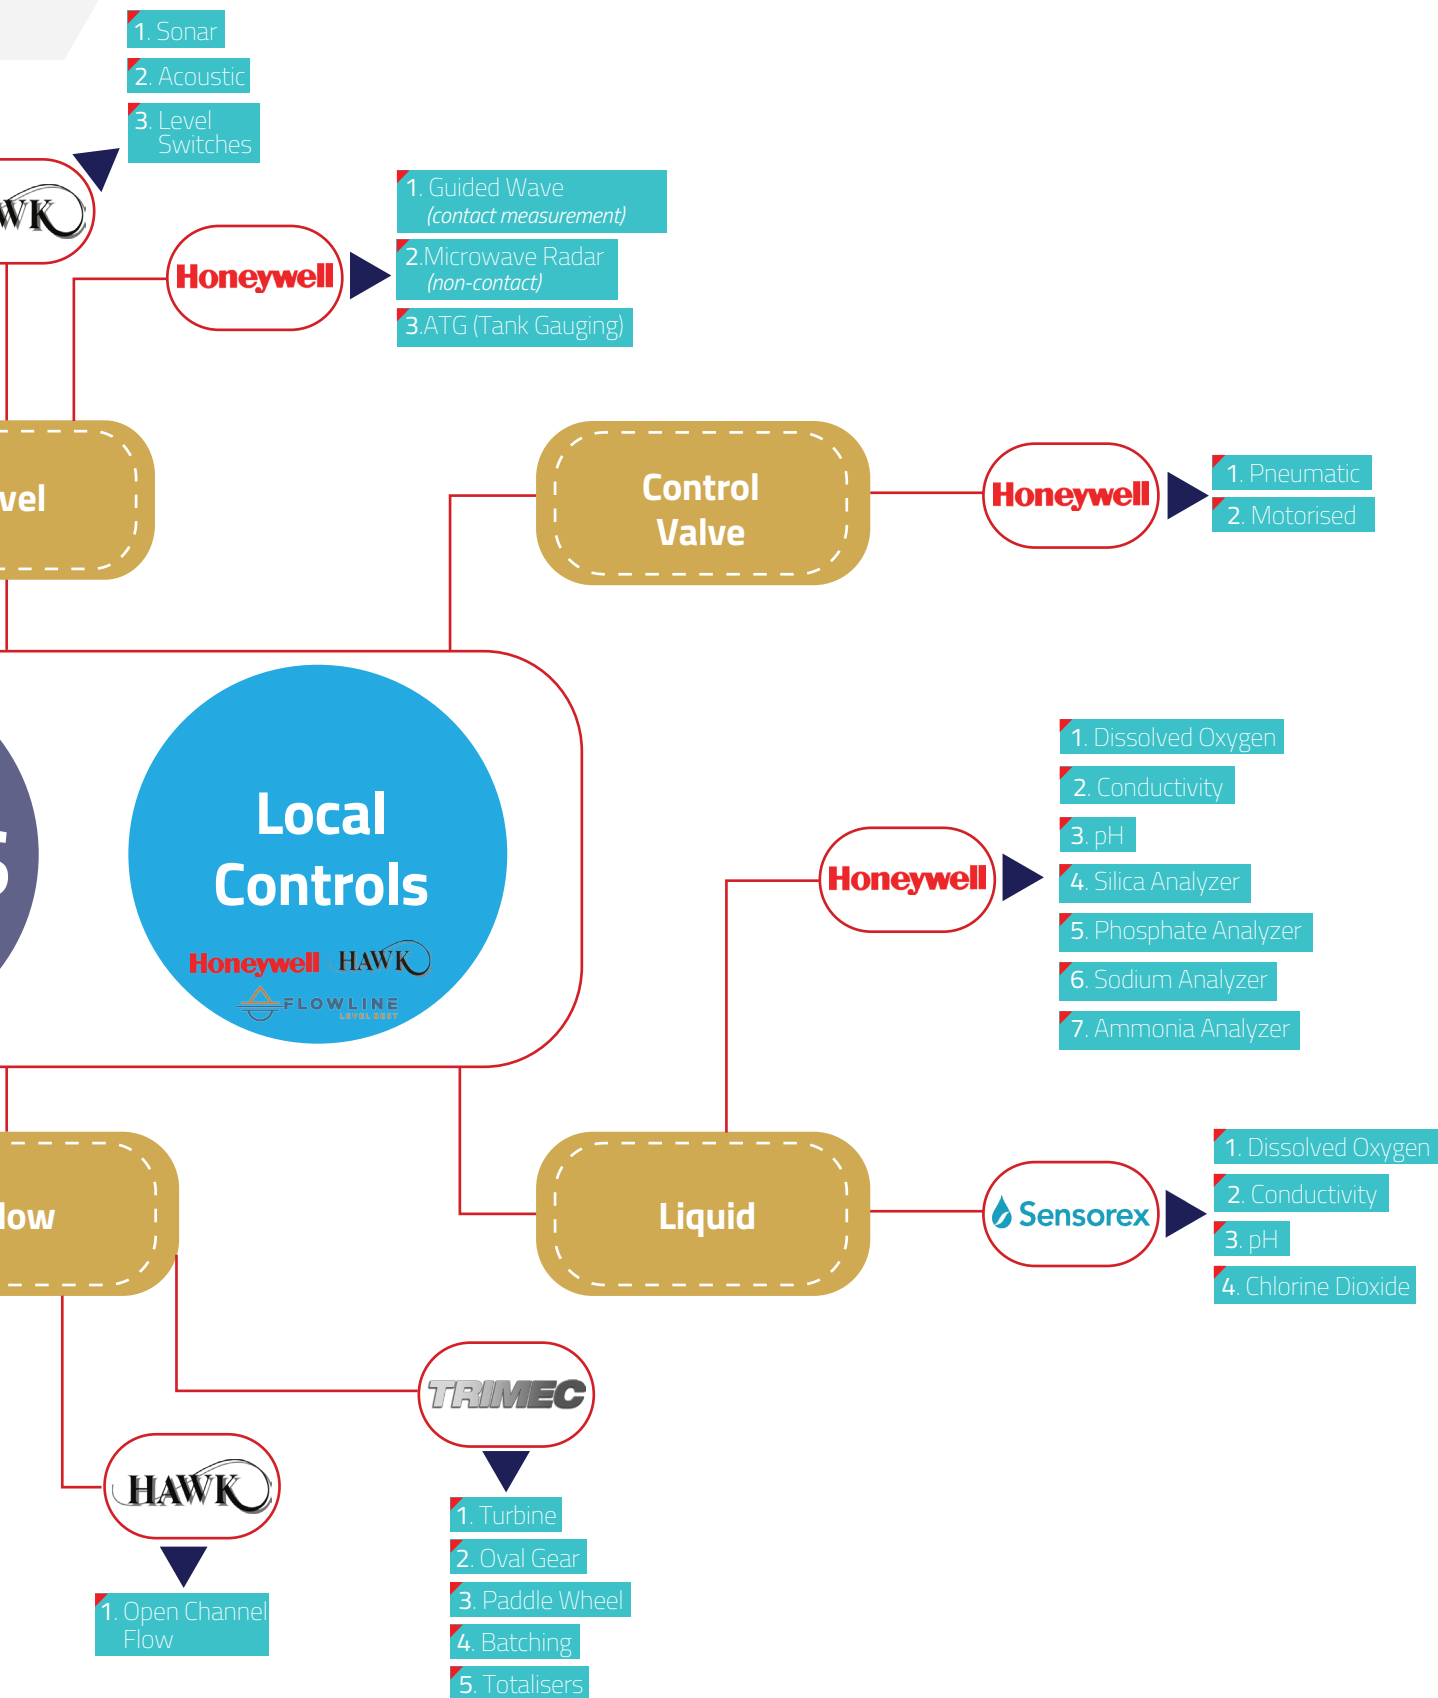 1. Sonar
2. Acoustic
3. Level
Switches
HAWK
1. Guided Wave
(contact measurement)
Honeywell
2.Microwave Radar
(non-contact)
3.ATG (Tank Gauging)
vel
Control
Valve
Honeywell
1. Pneumatic
2. Motorised
S
Local
Controls
Honeywell HAWK
FLOWLINE
LEVEL BEST
Honeywell
1. Dissolved Oxygen
2. Conductivity
3. pH
4. Silica Analyzer
5. Phosphate Analyzer
6. Sodium Analyzer
7. Ammonia Analyzer
low
Liquid
Sensorex
1. Dissolved Oxygen
2. Conductivity
3. pH
4. Chlorine Dioxide
TRIMEC
1. Turbine
2. Oval Gear
3. Paddle Wheel
4. Batching
5. Totalisers
HAWK
1. Open Channel
Flow